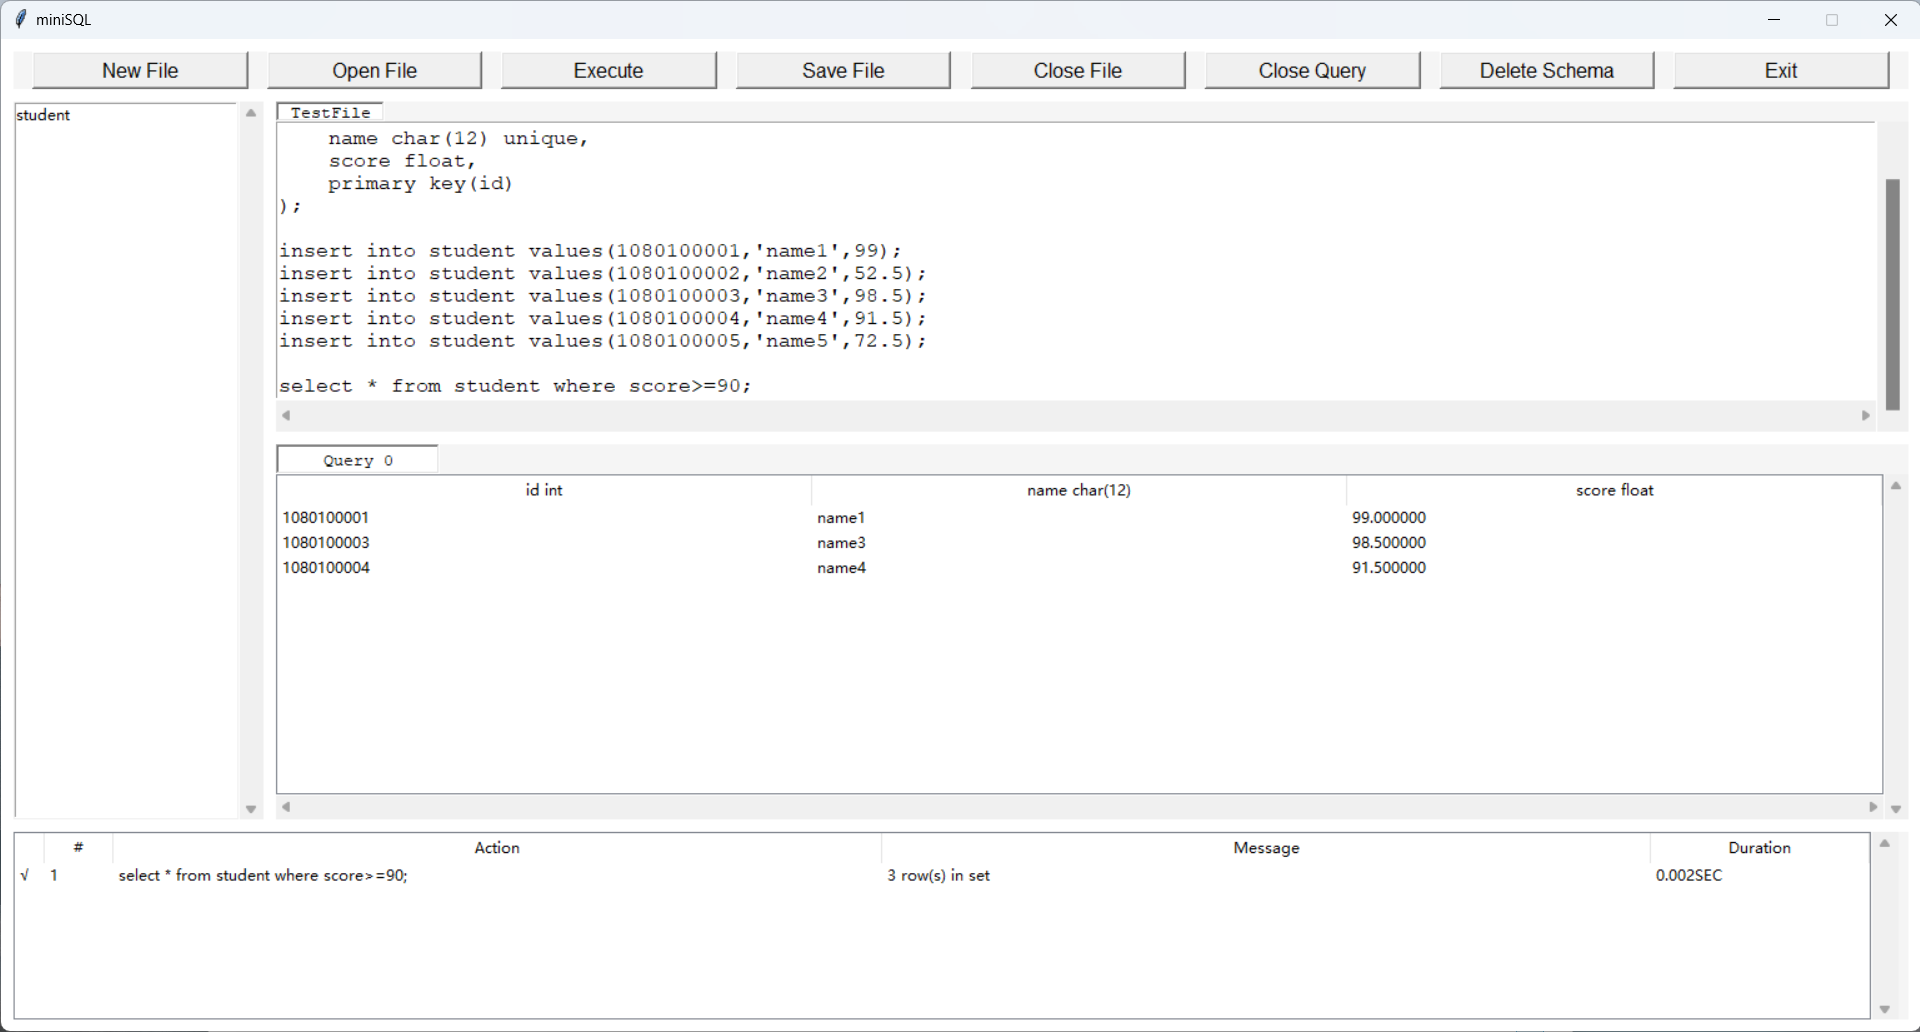 miniSQL
New File Open File Execute Save File Close File Close Query Delete Schema Exit
student
TestFile
name char(12) unique,
score float,
primary key(id)
);
insert into student values(1080100001,'name1',99);
insert into student values(1080100002,'name2',52.5);
insert into student values(1080100003,'name3',98.5);
insert into student values(1080100004,'name4',91.5);
insert into student values(1080100005,'name5',72.5);
select * from student where score>=90;
Query 0
id int name char(12) score float
1080100001 name1 99.000000
1080100003 name3 98.500000
1080100004 name4 91.500000
# Action Message Duration
√ 1 select * from student where score>=90; 3 row(s) in set 0.002SEC